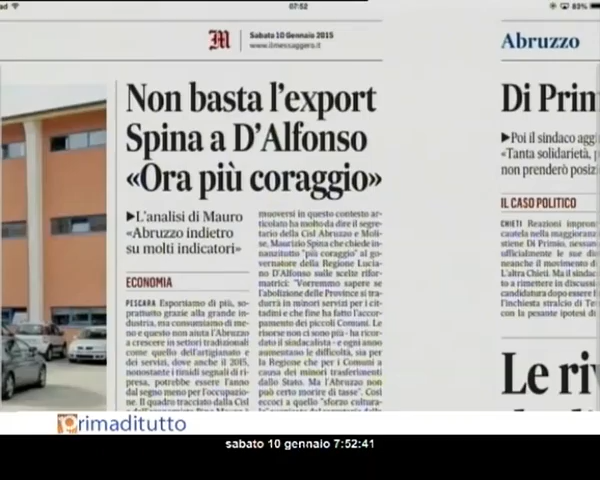 07:52
83%
M
Sabato 10 Gennaio 2015
www.ilmessaggero.it
Non basta l'export
Spina a D'Alfonso
«Ora più coraggio»
►L'analisi di Mauro
«Abruzzo indietro
su molti indicatori»
ECONOMIA
PESCARA Esportiamo di più, so-
prattutto grazie alla grande in-
dustria, ma consumiamo di me-
no e questo non aiuta l'Abruzzo
a crescere in settori tradizionali
come quello dell'artigianato e
dei servizi, dove anche il 2015,
nonostante i timidi segnali di ri-
presa, potrebbe essere l'anno
dal segno meno per l'occupazio-
ne. Il quadro tracciato dalla Cisl
muoversi in questo contesto ar-
ticolato ha molto da dire il segre-
tario della Cisl Abruzzo e Moli-
se, Maurizio Spina che chiede in-
nanzitutto "più coraggio" al go-
vernatore della Regione Lucia-
no D'Alfonso sulle scelte rifor-
matrici: "Vorremmo sapere se
l'abolizione delle Province si tra-
durrà in minori servizi per i cit-
tadini e che fine ha fatto l'accor-
pamento dei piccoli Comuni. Le
risorse non ci sono più - ha ricor-
dato il sindacalista - e ogni anno
aumentano le difficoltà, sia per
la Regione che per i Comuni a
causa dei minori trasferimenti
dallo Stato. Ma l'Abruzzo non
può certo morire di tasse". Così
eccoci a quello "sforzo cultura-
Abruzzo
Di Prim
►Poi il sindaco agg
«Tanta solidarietà, p
non prenderò posiz
IL CASO POLITICO
CHIETI Reazioni impron
cautela nella maggioranz
stiene Di Primio, nessun
ufficialmente le sue di
neanche il movimento d
L'altra Chieti. Ma il sindac
to a rimettere in discussi
candidatura dopo essere f
l'inchiesta stralcio di Te
con la pesante ipotesi di
Le riv
primaditutto
sabato 10 gennaio 7:52:41